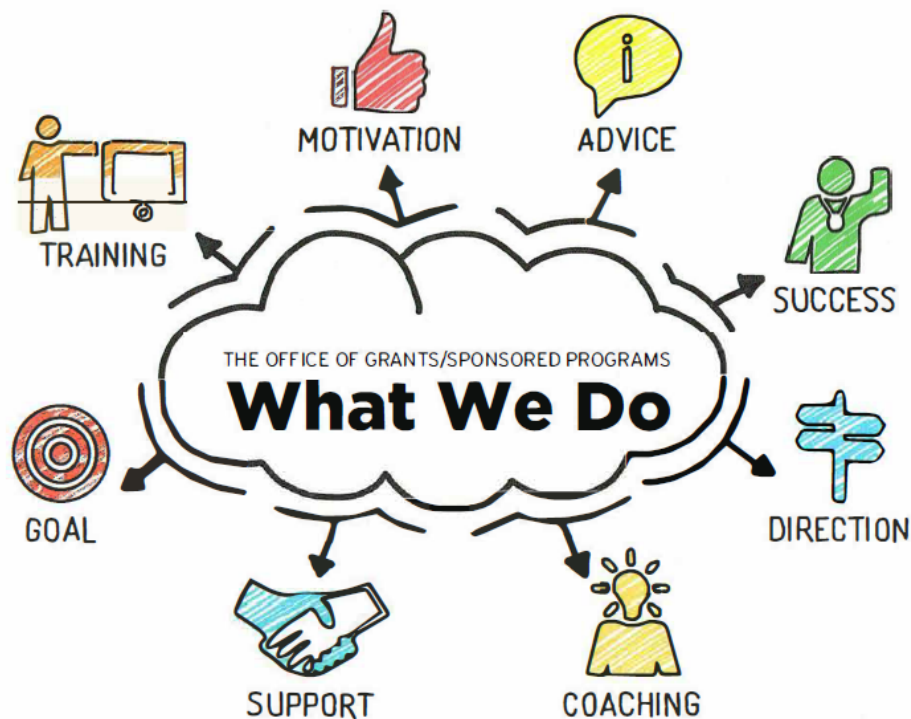 MOTIVATION
ADVICE
TRAINING
SUCCESS
THE OFFICE OF GRANTS/SPONSORED PROGRAMS
What We Do
GOAL
DIRECTION
SUPPORT
COACHING